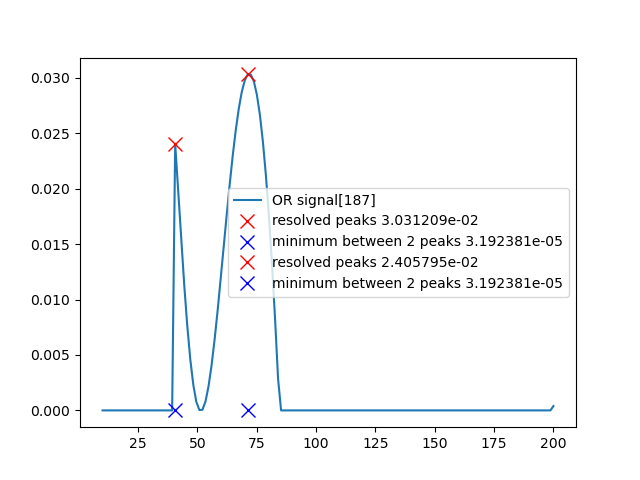 0.030
0.025
0.020
0.015
0.010
0.005
0.000
OR signal[187]
resolved peaks 3.031209e-02
minimum between 2 peaks 3.192381e-05
resolved peaks 2.405795e-02
minimum between 2 peaks 3.192381e-05
25 50 75 100 125 150 175 200